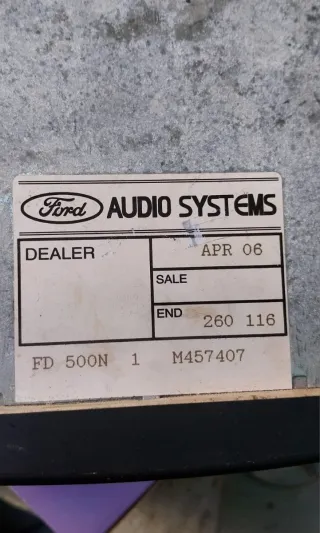 Ford AUDIO SYSTEMS
DEALER
APR 06
SALE
END 260 116
FD 500N 1 M457407